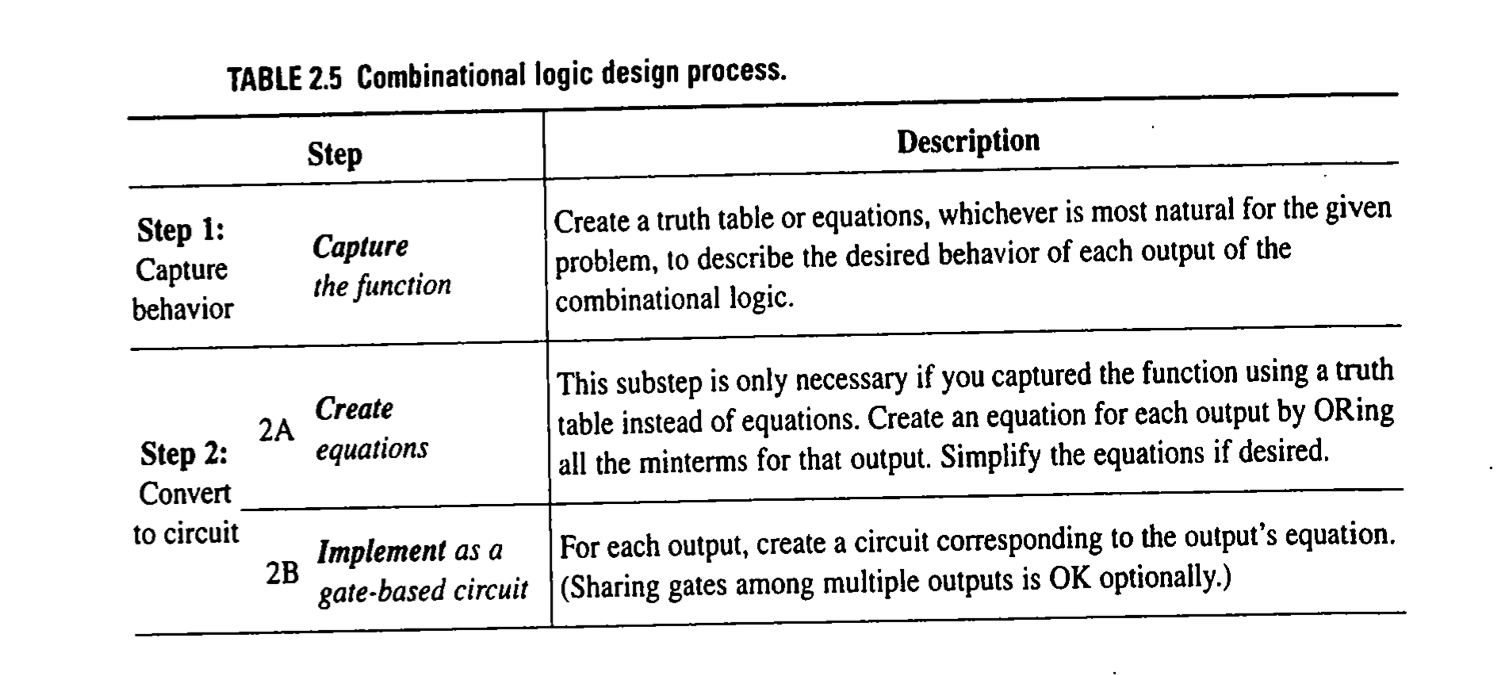 TABLE 2.5 Combinational logic design process.
Step
Description
Step 1:
Capture
behavior
Capture
the function
Create a truth table or equations, whichever is most natural for the given
problem, to describe the desired behavior of each output of the
combinational logic.
Step 2:
Convert
to circuit
2A
Create
equations
This substep is only necessary if you captured the function using a truth
table instead of equations. Create an equation for each output by ORing
all the minterms for that output. Simplify the equations if desired.
2B
Implement as a
gate-based circuit
For each output, create a circuit corresponding to the output's equation.
(Sharing gates among multiple outputs is OK optionally.)